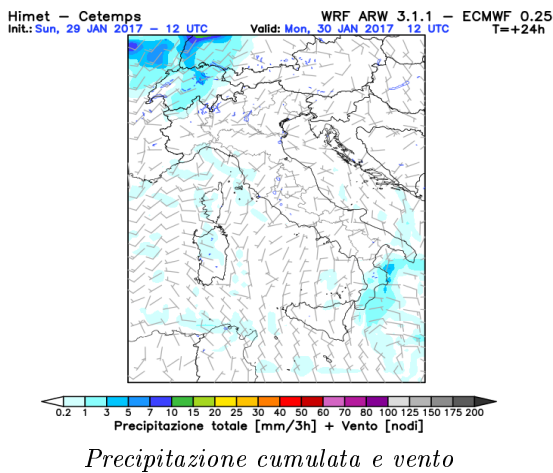 Himet – Cetemps WRF ARW 3.1.1 – ECMWF 0.25
Init.: Sun, 29 JAN 2017 – 12 UTC Valid: Mon, 30 JAN 2017 12 UTC T=+24h
0.2 1 3 5 7 10 15 20 25 30 40 50 60 70 80 100 125 150 175 200
Precipitazione totale [mm/3h] + Vento [nodi]
Precipitazione cumulata e vento